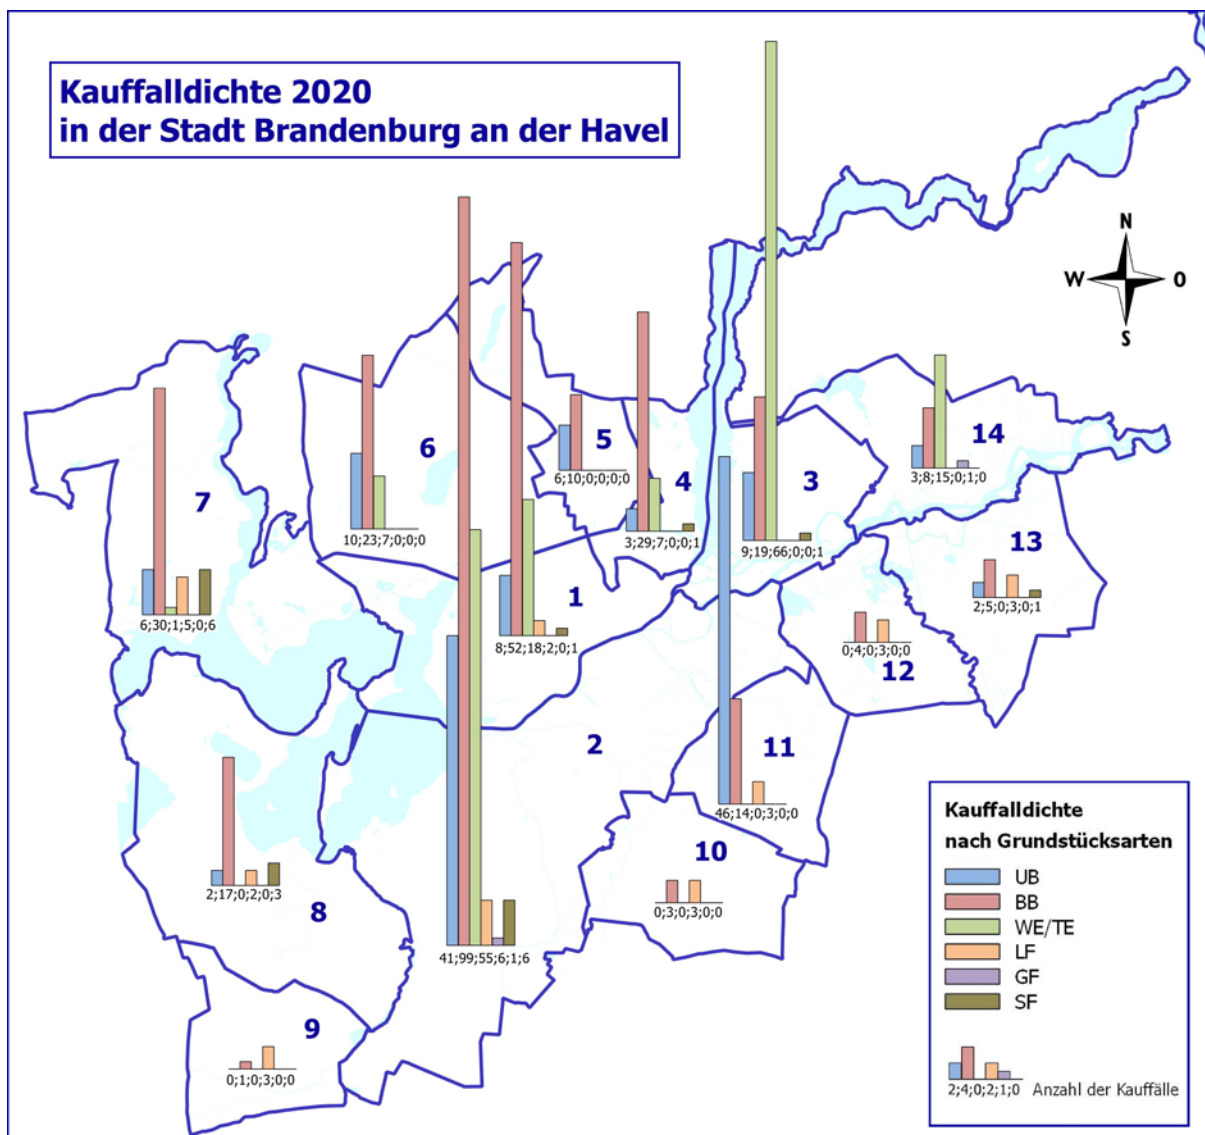 Kauffalldichte 2020
in der Stadt Brandenburg an der Havel
N
W
O
S
6
5
4
3
14
7
13
1
12
2
11
10
8
9
10;23;7;0;0;0
6;10;0;0;0;0
3;29;7;0;0;1
9;19;66;0;0;1
3;8;15;0;1;0
6;30;1;5;0;6
2;5;0;3;0;1
8;52;18;2;0;1
0;4;0;3;0;0
46;14;0;3;0;0
2;17;0;2;0;3
0;3;0;3;0;0
41;99;55;6;1;6
0;1;0;3;0;0
Kauffalldichte
nach Grundstücksarten
UB
BB
WE/TE
LF
GF
SF
2;4;0;2;1;0 Anzahl der Kauffälle